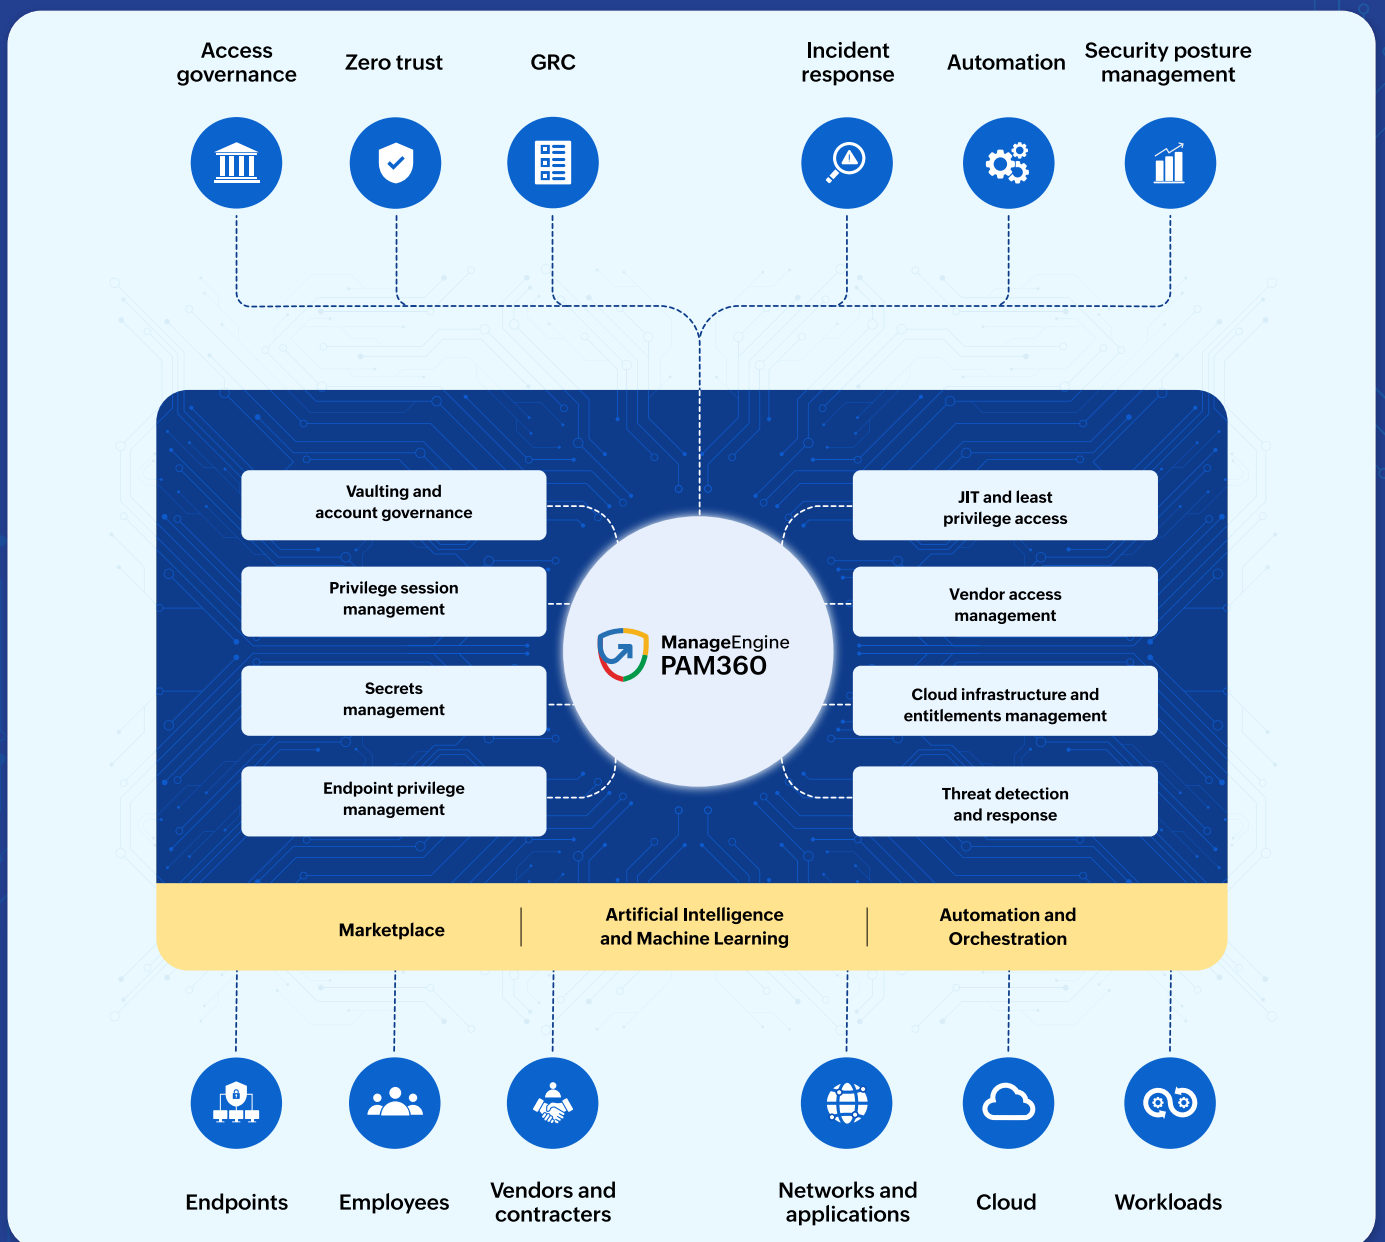 Access
governance
Zero trust
GRC
Incident
response
Automation
Security posture
management
Vaulting and
account governance
JIT and least
privilege access
Privilege session
management
Vendor access
management
ManageEngine
PAM360
Secrets
management
Cloud infrastructure and
entitlements management
Endpoint privilege
management
Threat detection
and response
Marketplace
Artificial Intelligence
and Machine Learning
Automation and
Orchestration
Endpoints
Employees
Vendors and
contracters
Networks and
applications
Cloud
Workloads